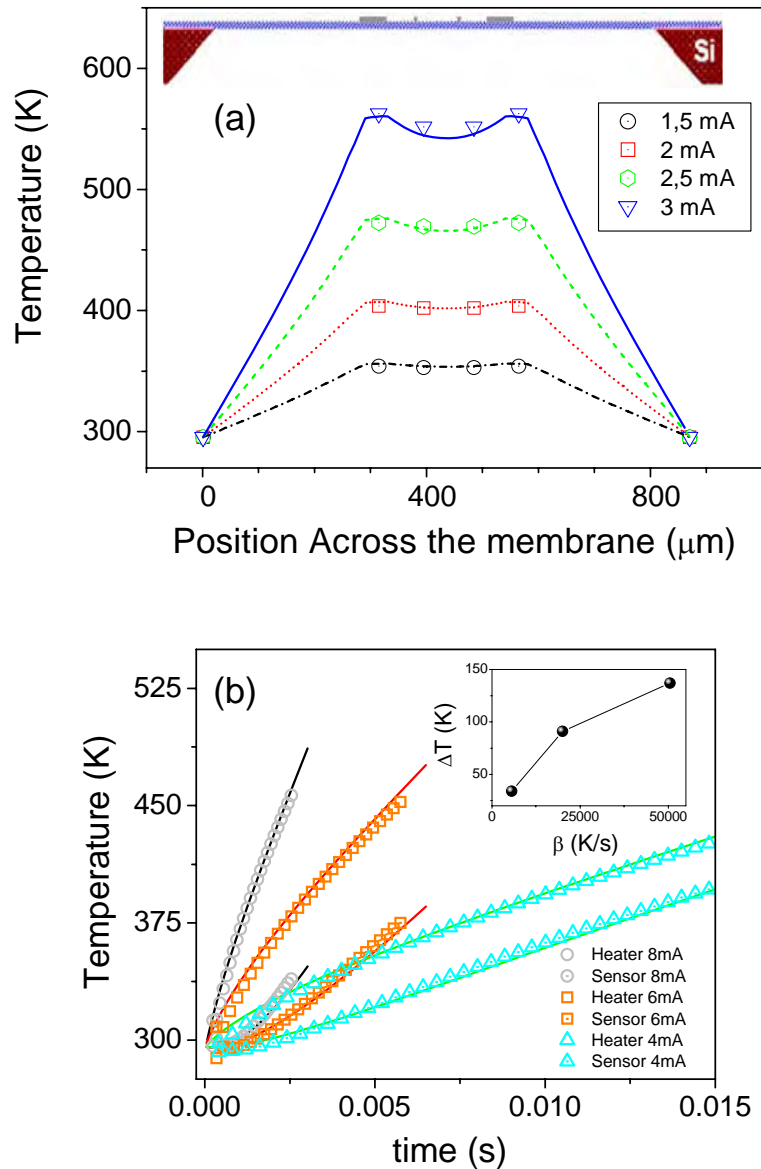 Si
(a)
600
500
400
300
Temperature (K)
1,5 mA
2 mA
2,5 mA
3 mA
0 400 800
Position Across the membrane (μm)
(b)
525
450
375
300
Temperature (K)
150
100
50
0 25000 50000
ΔT (K)
β (K/s)
Heater 8mA
Sensor 8mA
Heater 6mA
Sensor 6mA
Heater 4mA
Sensor 4mA
0.000 0.005 0.010 0.015
time (s)